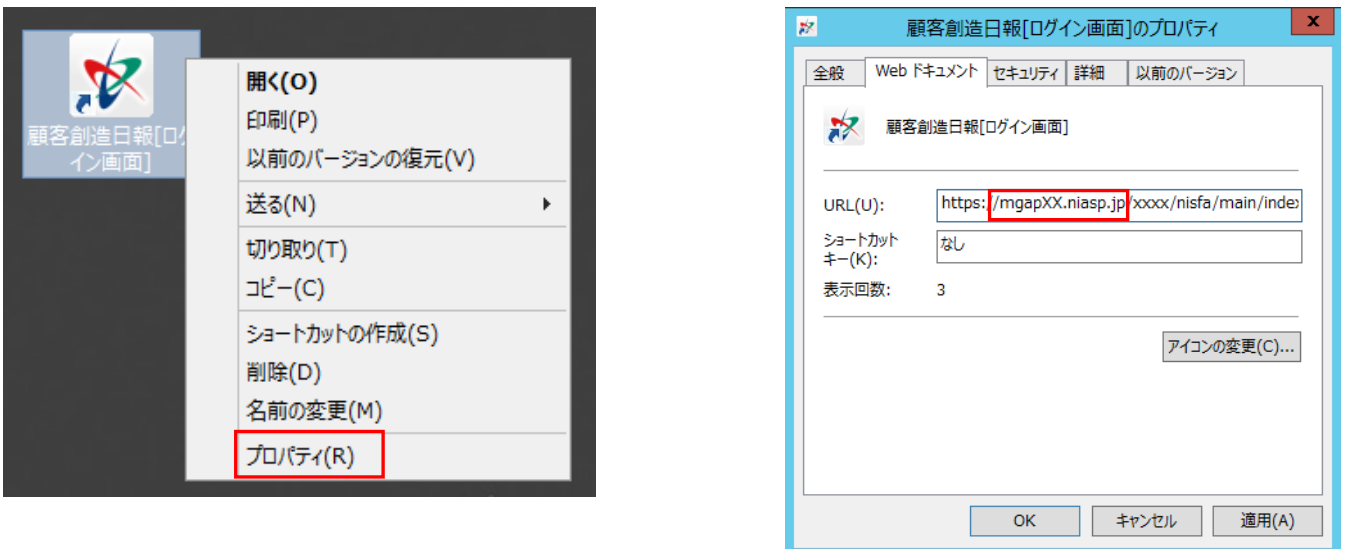 顧客創造日報[ログ
イン画面]
開く(O)
印刷(P)
以前のバージョンの復元(V)
送る(N)
切り取り(T)
コピー(C)
ショートカットの作成(S)
削除(D)
名前の変更(M)
プロパティ(R)
顧客創造日報[ログイン画面]のプロパティ
x
全般 Web ドキュメント セキュリティ 詳細 以前のバージョン
顧客創造日報[ログイン画面]
URL(U): https://mgapXX.niasp.jp/xxxx/nisfa/main/index
ショートカット
キー(K): なし
表示回数: 3
アイコンの変更(C)...
OK キャンセル 適用(A)